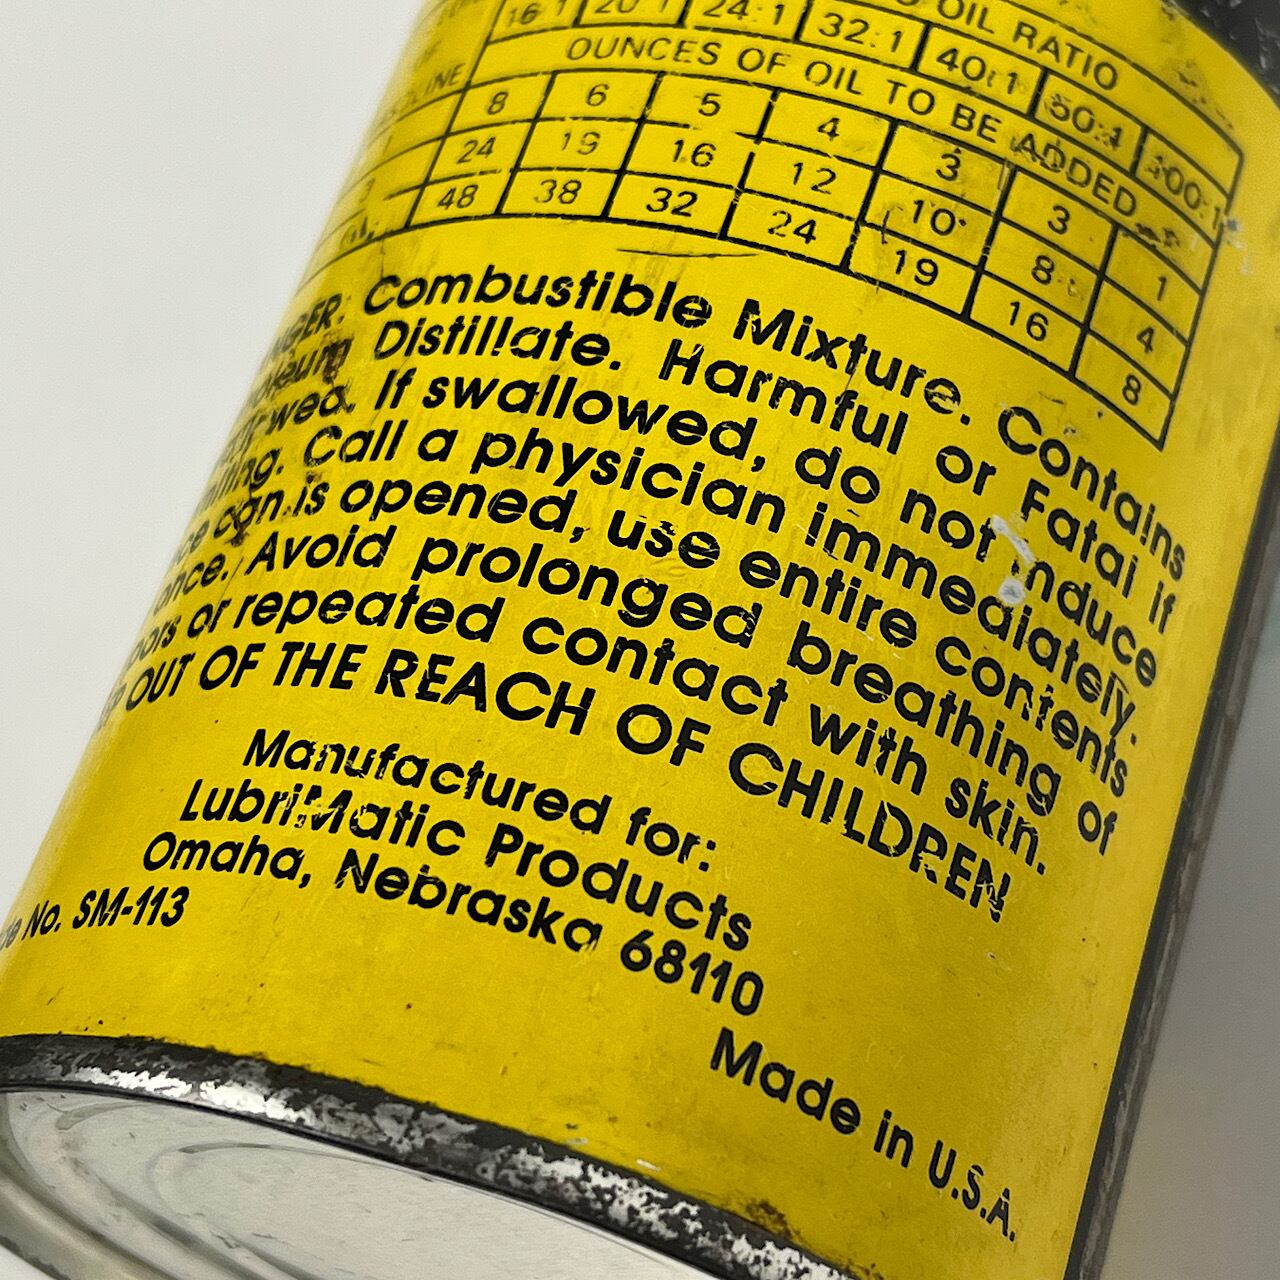 OIL RATIO
16:1 20:1 24:1 32:1 40:1 50:1 100:1
OUNCES OF OIL TO BE ADDED
8 6 5 4 3 3 1
24 19 16 12 10 8 4
48 38 32 24 19 16 8
Combustible Mixture. Contains
Distillate. Harmful or Fatal if
If swallowed, do not induce
Call a physician immediately.
can is opened, use entire contents
once. Avoid prolonged breathing of
or repeated contact with skin.
OUT OF THE REACH OF CHILDREN
Manufactured for:
LubriMatic Products
Omaha, Nebraska 68110
No. SM-113
Made in U.S.A.